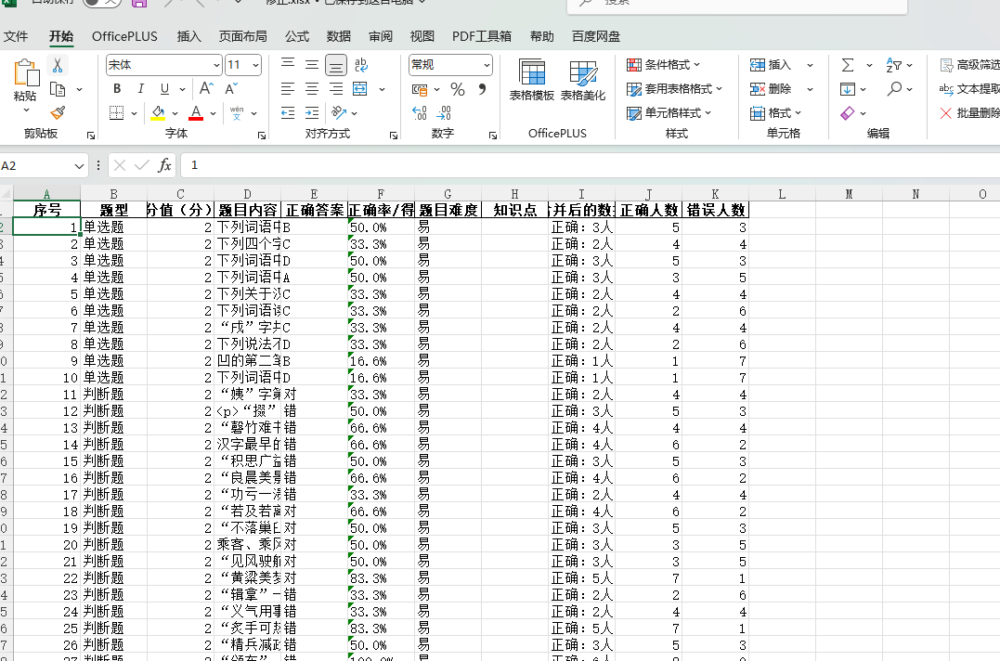 修正.xlsx • 已保存到这台电脑
搜索
文件 开始 OfficePLUS 插入 页面布局 公式 数据 审阅 视图 PDF工具箱 帮助 百度网盘
宋体 11 常规 条件格式 插入 高级筛选
粘贴 B I U A A 表格模板 表格美化 套用表格格式 删除 文本提取
wén 文 单元格样式 格式 批量删除
剪贴板 字体 对齐方式 数字 OfficePLUS 样式 单元格 编辑
A2 fx 1
A B C D E F G H I J K L M N O
序号 题型 分值（分） 题目内容 正确答案 正确率/得 题目难度 知识点 并后的数 正确人数 错误人数
1 单选题 2 下列词语中 B 50.0% 易 正确：3人 5 3
2 单选题 2 下列四个字 C 33.3% 易 正确：2人 4 4
3 单选题 2 下列词语中 D 50.0% 易 正确：3人 5 3
4 单选题 2 下列词语中 A 50.0% 易 正确：3人 3 5
5 单选题 2 下列关于汉 C 33.3% 易 正确：2人 4 4
6 单选题 2 下列词语 C 33.3% 易 正确：2人 2 6
7 单选题 2 “戌”字共 C 33.3% 易 正确：2人 4 4
8 单选题 2 下列说法不 D 33.3% 易 正确：2人 2 6
9 单选题 2 凹的第二笔 B 16.6% 易 正确：1人 1 7
10 单选题 2 下列词语中 D 16.6% 易 正确：1人 1 7
11 判断题 2 “姨”字第 对 33.3% 易 正确：2人 4 4
12 判断题 2 <p>“掇” 错 50.0% 易 正确：3人 5 3
13 判断题 2 “罄竹难书 错 66.6% 易 正确：4人 4 4
14 判断题 2 汉字最早的 错 66.6% 易 正确：4人 6 2
15 判断题 2 “积思广益 错 50.0% 易 正确：3人 5 3
16 判断题 2 “良晨美景 错 66.6% 易 正确：4人 6 2
17 判断题 2 “功亏一 错 33.3% 易 正确：2人 4 4
18 判断题 2 “若及若离 对 66.6% 易 正确：4人 6 2
19 判断题 2 “不落巢臼 对 50.0% 易 正确：3人 5 3
20 判断题 2 乘客、乘风 对 50.0% 易 正确：3人 3 5
21 判断题 2 “见风驶船 对 50.0% 易 正确：3人 3 5
22 判断题 2 “黄粱美梦 对 83.3% 易 正确：5人 7 1
23 判断题 2 “辑拿”一 错 33.3% 易 正确：2人 2 6
24 判断题 2 “义气用事 错 33.3% 易 正确：2人 4 4
25 判断题 2 “炙手可热 错 83.3% 易 正确：5人 7 1
26 判断题 2 “精兵减政 错 50.0% 易 正确：3人 5 3
27 判断题 2 “颁布” 错 100.0% 易 正确：6人 8 0